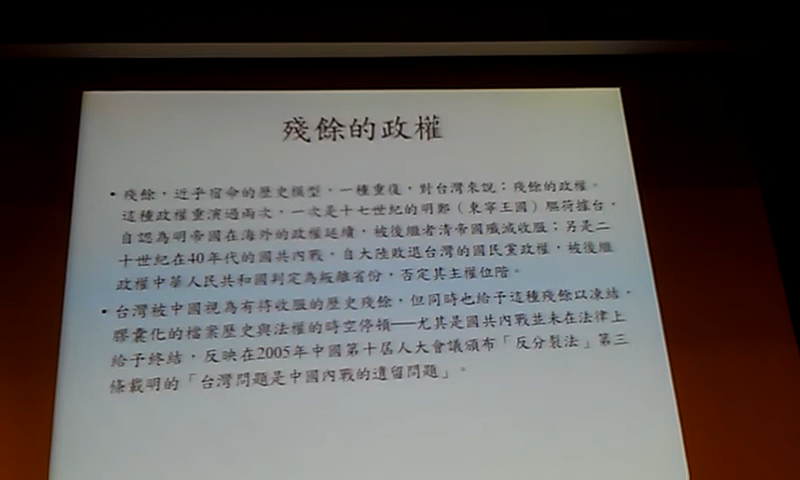 殘餘的政權
• 殘餘，近乎宿命的歷史模型，一種重復，對台灣來說：殘餘的政權。
這種政權重演過兩次，一次是十七世紀的明鄭（東寧王國）驅荷據台，
自認為明帝國在海外的政權延續，被後繼者清帝國殲滅收服；另是二
十世紀在40年代的國共內戰，自大陸敗退台灣的國民黨政權，被後繼
政權中華人民共和國判定為叛離省份，否定其主權位階。
• 台灣被中國視為有待收服的歷史殘餘，但同時也給予這種殘餘以凍結，
膠囊化的檔案歷史與法權的時空停頓──尤其是國共內戰並未在法律上
給予終結，反映在2005年中國第十屆人大會議頒布「反分裂法」第三
條載明的「台灣問題是中國內戰的遺留問題」。